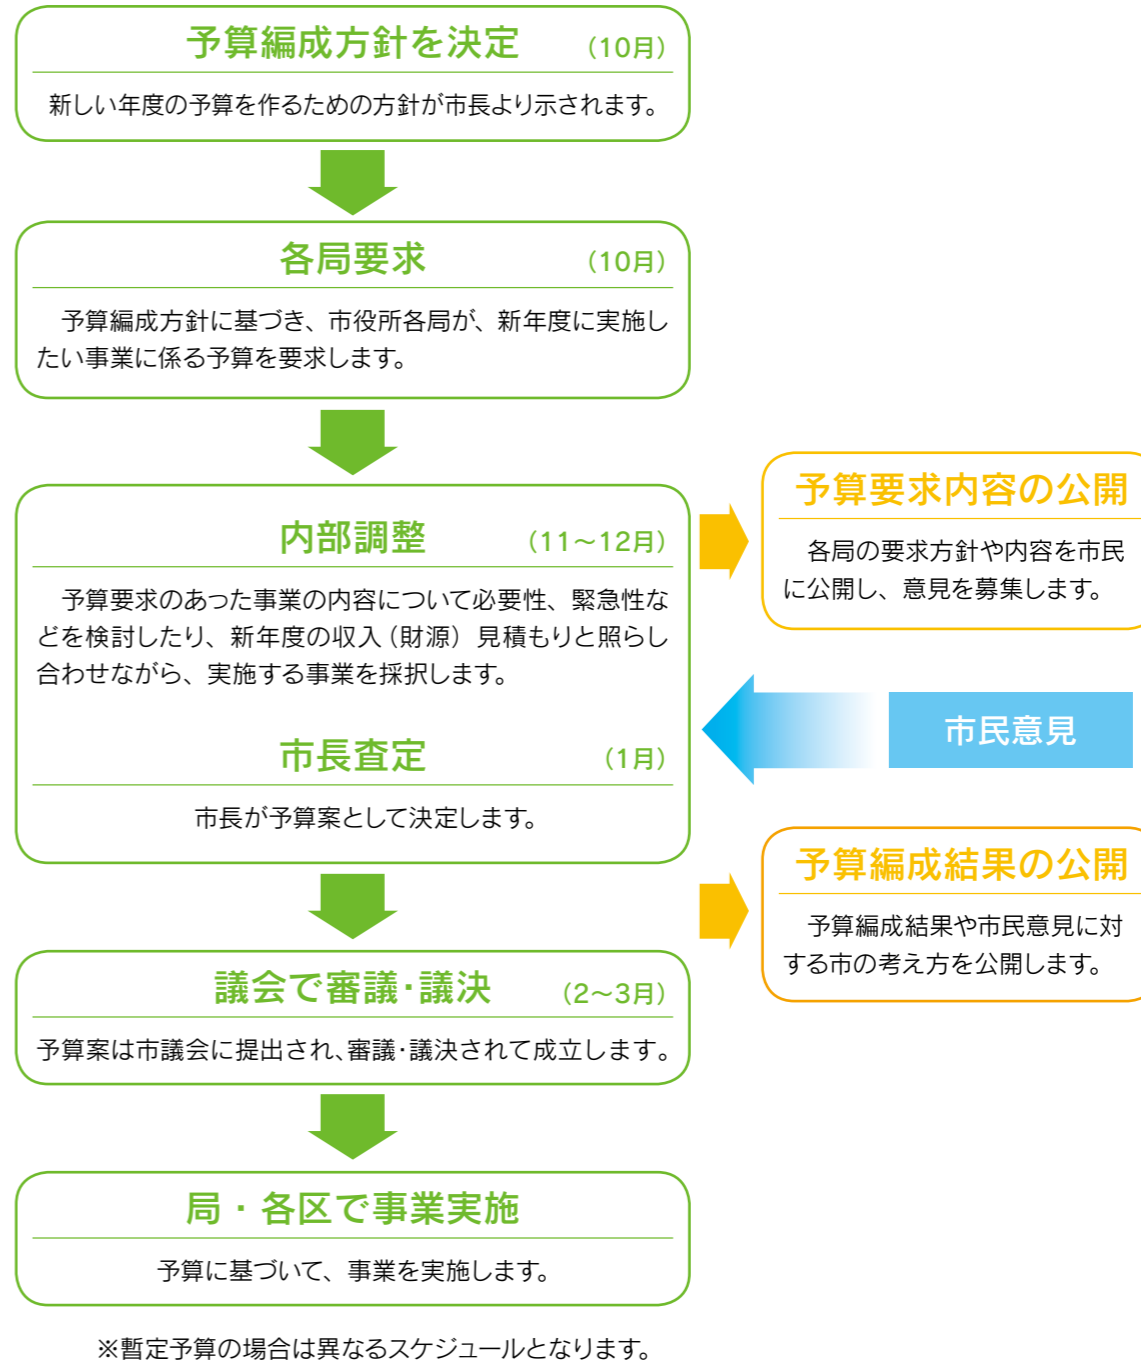 予算編成方針を決定 （10月）
新しい年度の予算を作るための方針が市長より示されます。
各局要求 （10月）
予算編成方針に基づき、市役所各局が、新年度に実施し
たい事業に係る予算を要求します。
内部調整 （11〜12月）
予算要求のあった事業の内容について必要性、緊急性な
どを検討したり、新年度の収入（財源）見積もりと照らし
合わせながら、実施する事業を採択します。
予算要求内容の公開
各局の要求方針や内容を市民
に公開し、意見を募集します。
市民意見
市長査定 （1月）
市長が予算案として決定します。
予算編成結果の公開
予算編成結果や市民意見に対
する市の考え方を公開します。
議会で審議・議決 （2〜3月）
予算案は市議会に提出され、審議・議決されて成立します。
局・各区で事業実施
予算に基づいて、事業を実施します。
※暫定予算の場合は異なるスケジュールとなります。